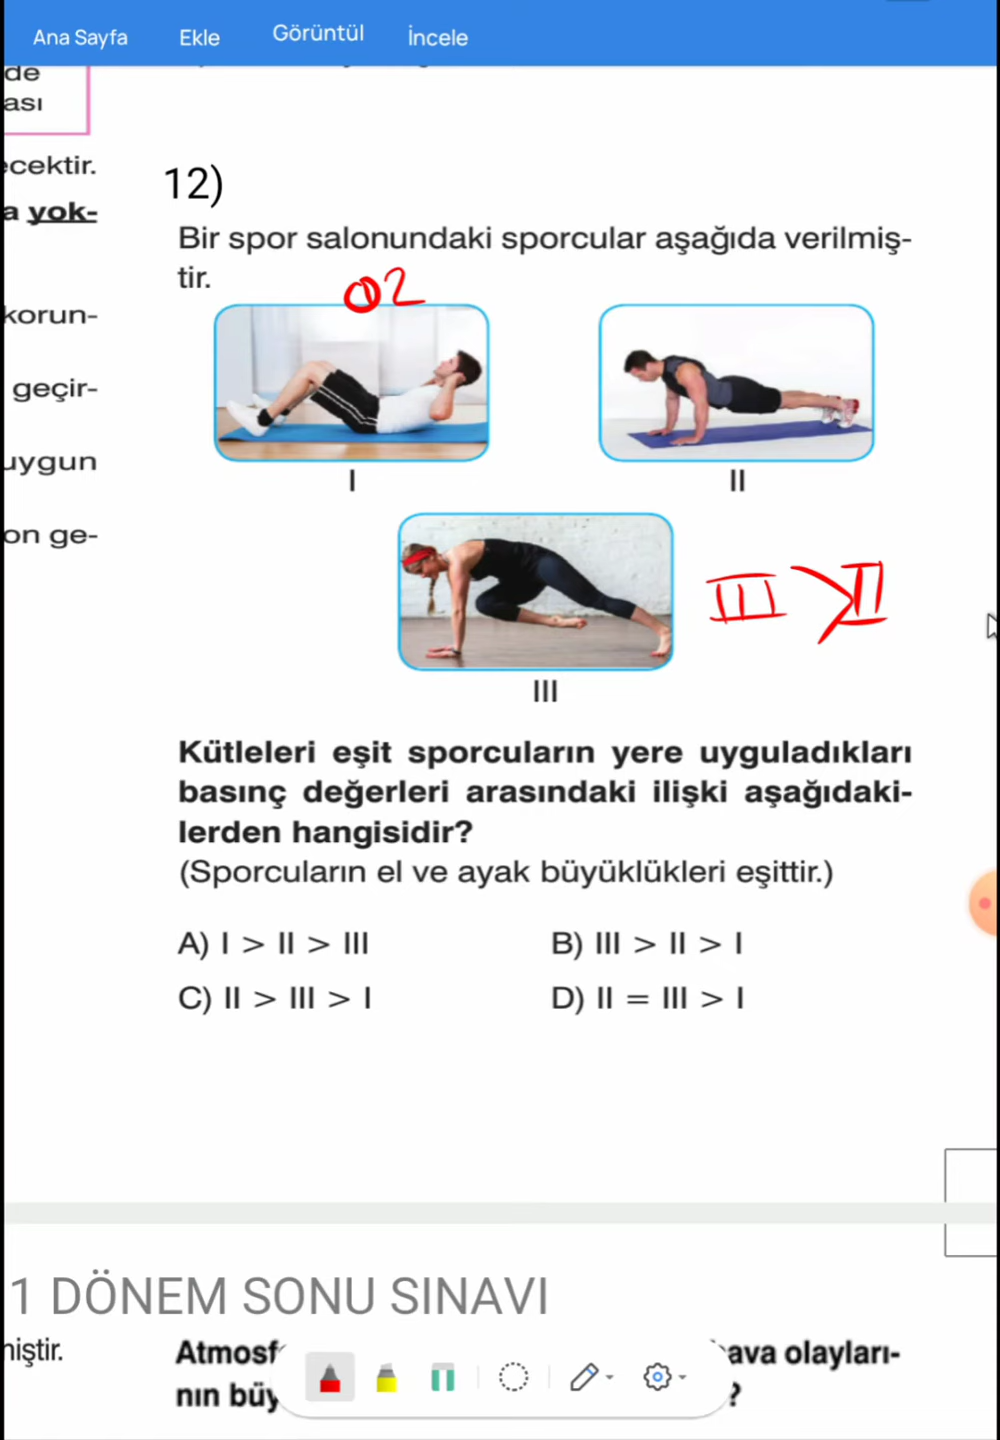 Ana Sayfa Ekle Görüntül İncele
de
ası
ecektir.
a yok-
korun-
geçir-
uygun
on ge-
12)
Bir spor salonundaki sporcular aşağıda verilmiş-
tir.
I
II
III
III > II
Kütleleri eşit sporcuların yere uyguladıkları
basınç değerleri arasındaki ilişki aşağıdaki-
lerden hangisidir?
(Sporcuların el ve ayak büyüklükleri eşittir.)
A) I > II > III
B) III > II > I
C) II > III > I
D) II = III > I
1 DÖNEM SONU SINAVI
miştir.
Atmosf ava olayları-
nın büy ?